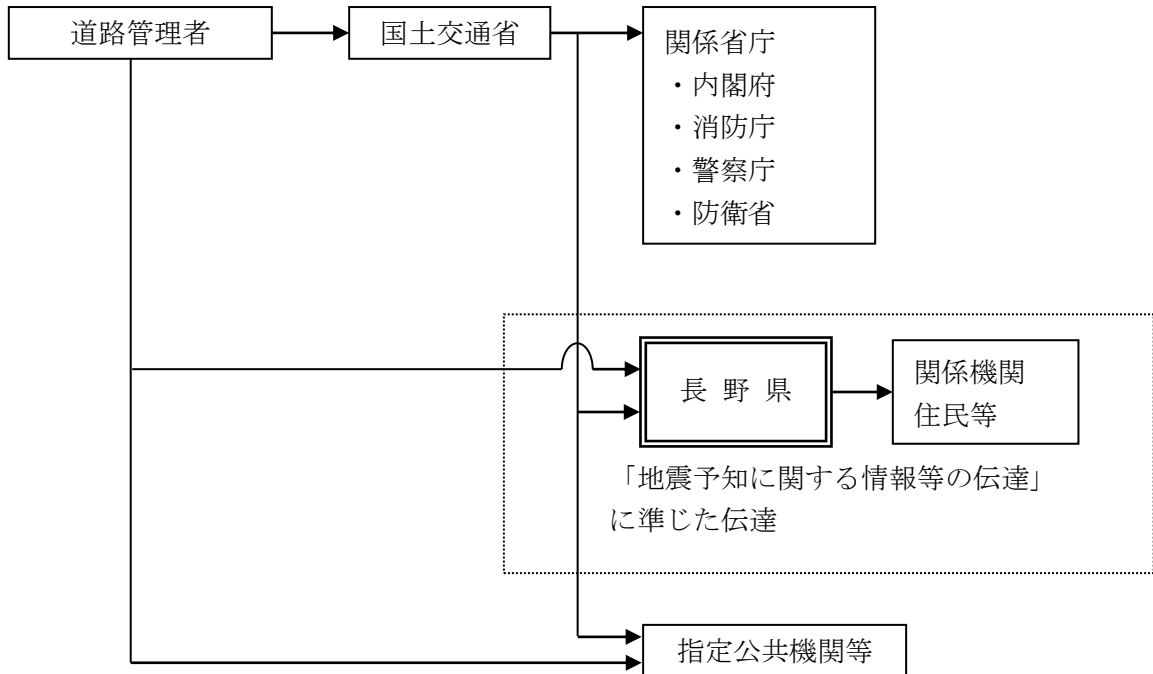 道路管理者
国土交通省
関係省庁
・内閣府
・消防庁
・警察庁
・防衛省
長 野 県
関係機関
住民等
「地震予知に関する情報等の伝達」
に準じた伝達
指定公共機関等